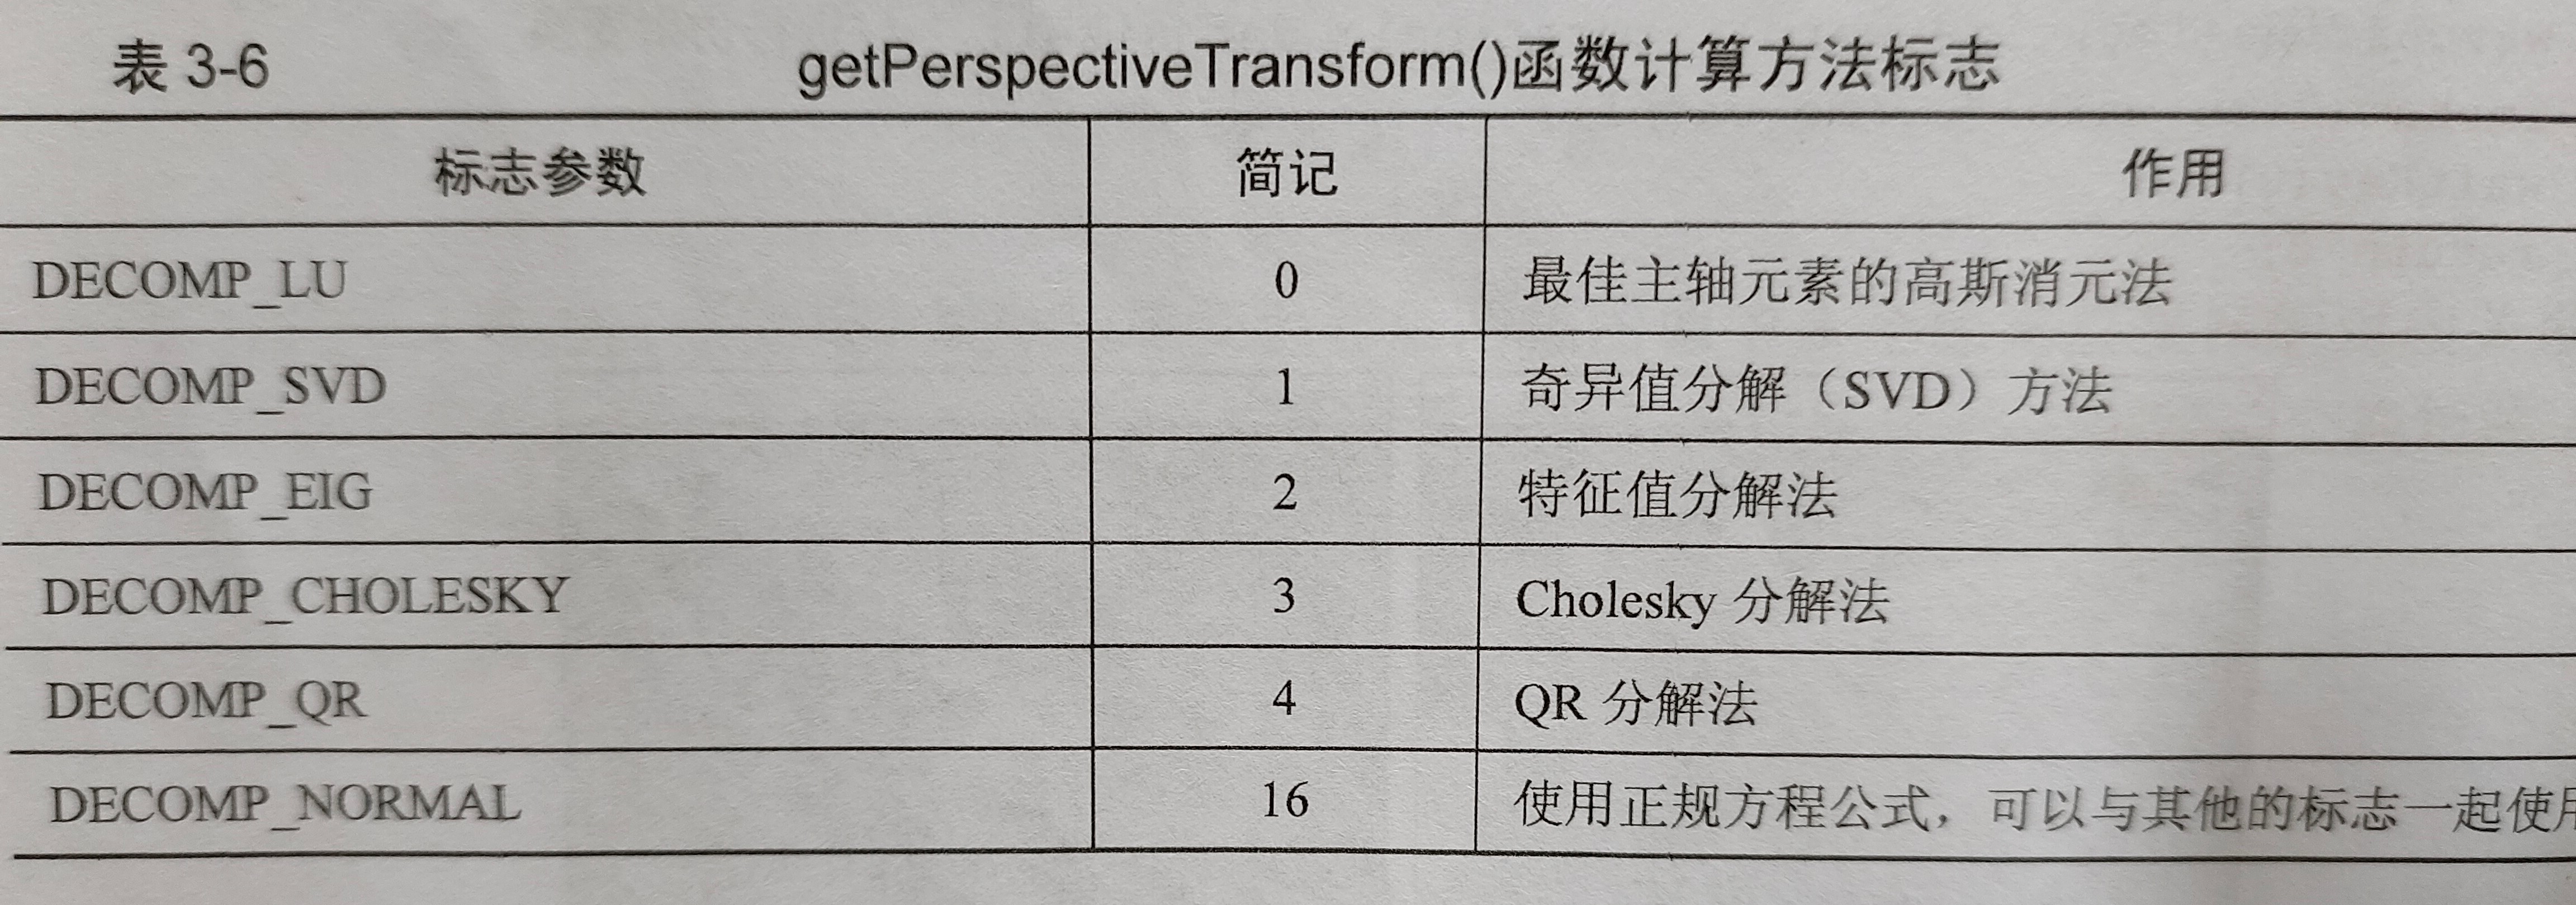 表 3-6 getPerspectiveTransform()函数计算方法标志
标志参数 简记 作用
DECOMP_LU 0 最佳主轴元素的高斯消元法
DECOMP_SVD 1 奇异值分解（SVD）方法
DECOMP_EIG 2 特征值分解法
DECOMP_CHOLESKY 3 Cholesky 分解法
DECOMP_QR 4 QR 分解法
DECOMP_NORMAL 16 使用正规方程公式，可以与其他的标志一起使用